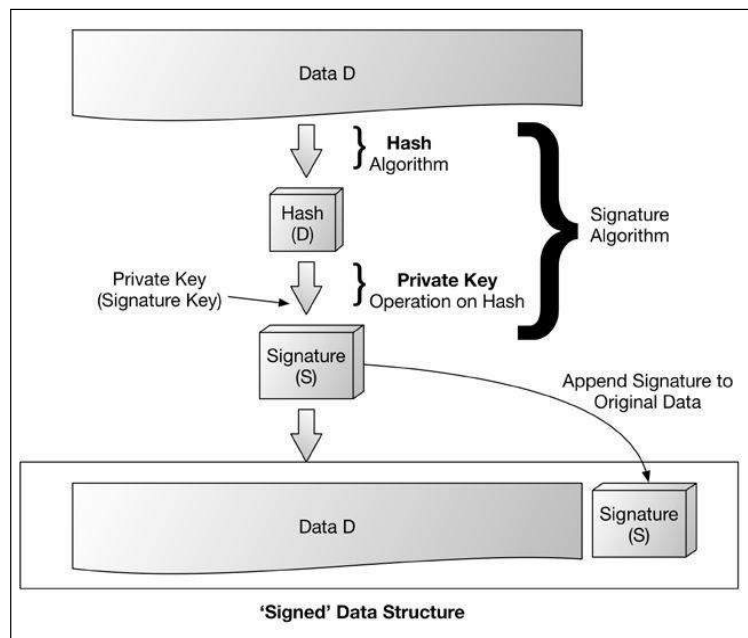 Data D
Hash
Algorithm
Hash
(D)
Signature
Algorithm
Private Key
(Signature Key)
Private Key
Operation on Hash
Signature
(S)
Append Signature to
Original Data
Data D
Signature
(S)
‘Signed’ Data Structure